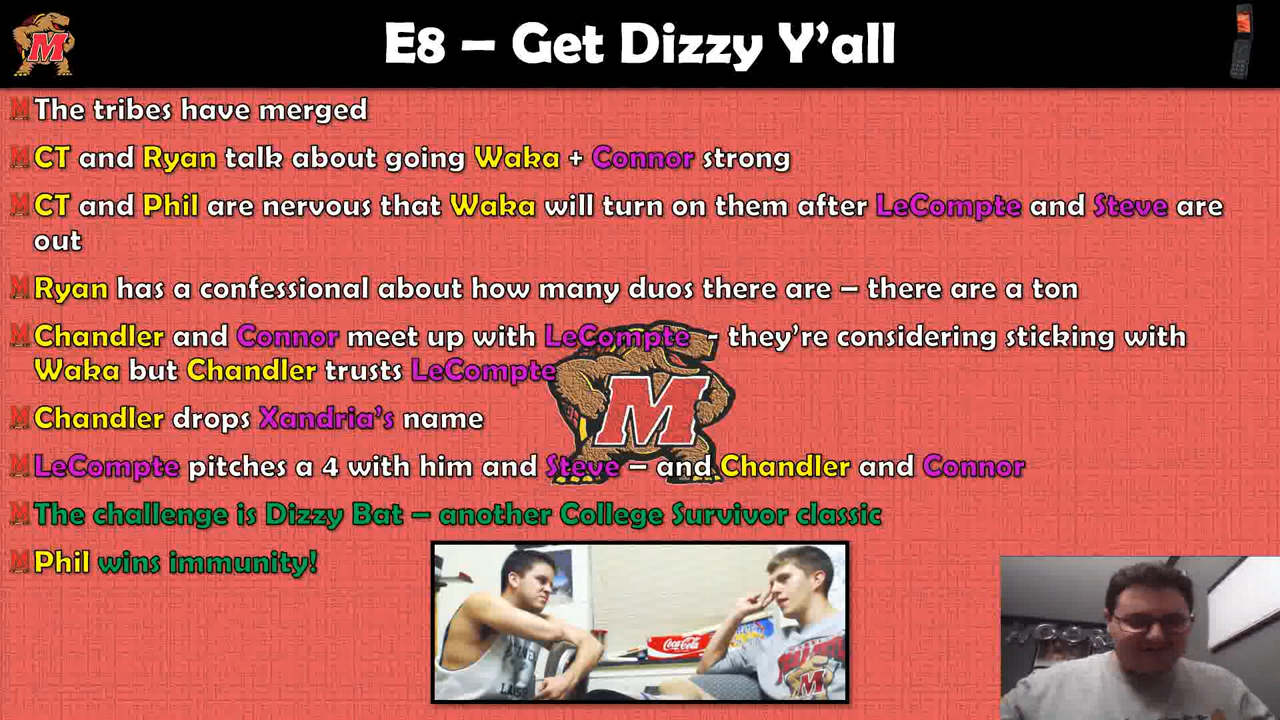 E8 – Get Dizzy Y'all
The tribes have merged
CT and Ryan talk about going Waka + Connor strong
CT and Phil are nervous that Waka will turn on them after LeCompte and Steve are
out
Ryan has a confessional about how many duos there are – there are a ton
Chandler and Connor meet up with LeCompte - they're considering sticking with
Waka but Chandler trusts LeCompte
Chandler drops Xandria's name
LeCompte pitches a 4 with him and Steve – and Chandler and Connor
The challenge is Dizzy Bat – another College Survivor classic
Phil wins immunity!
Coca-Cola
M